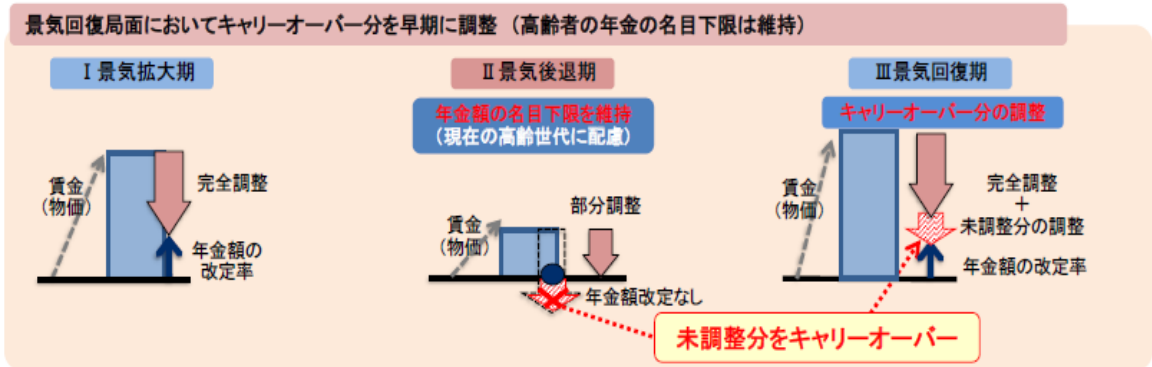 景気回復局面においてキャリーオーバー分を早期に調整 (高齢者の年金の名目下限は維持)
Ⅰ景気拡大期
賃金
(物価)
完全調整
年金額の
改定率
Ⅱ景気後退期
年金額の名目下限を維持
(現在の高齢世代に配慮)
賃金
(物価)
部分調整
年金額改定なし
Ⅲ景気回復期
キャリーオーバー分の調整
賃金
(物価)
完全調整
+
未調整分の調整
年金額の改定率
未調整分をキャリーオーバー